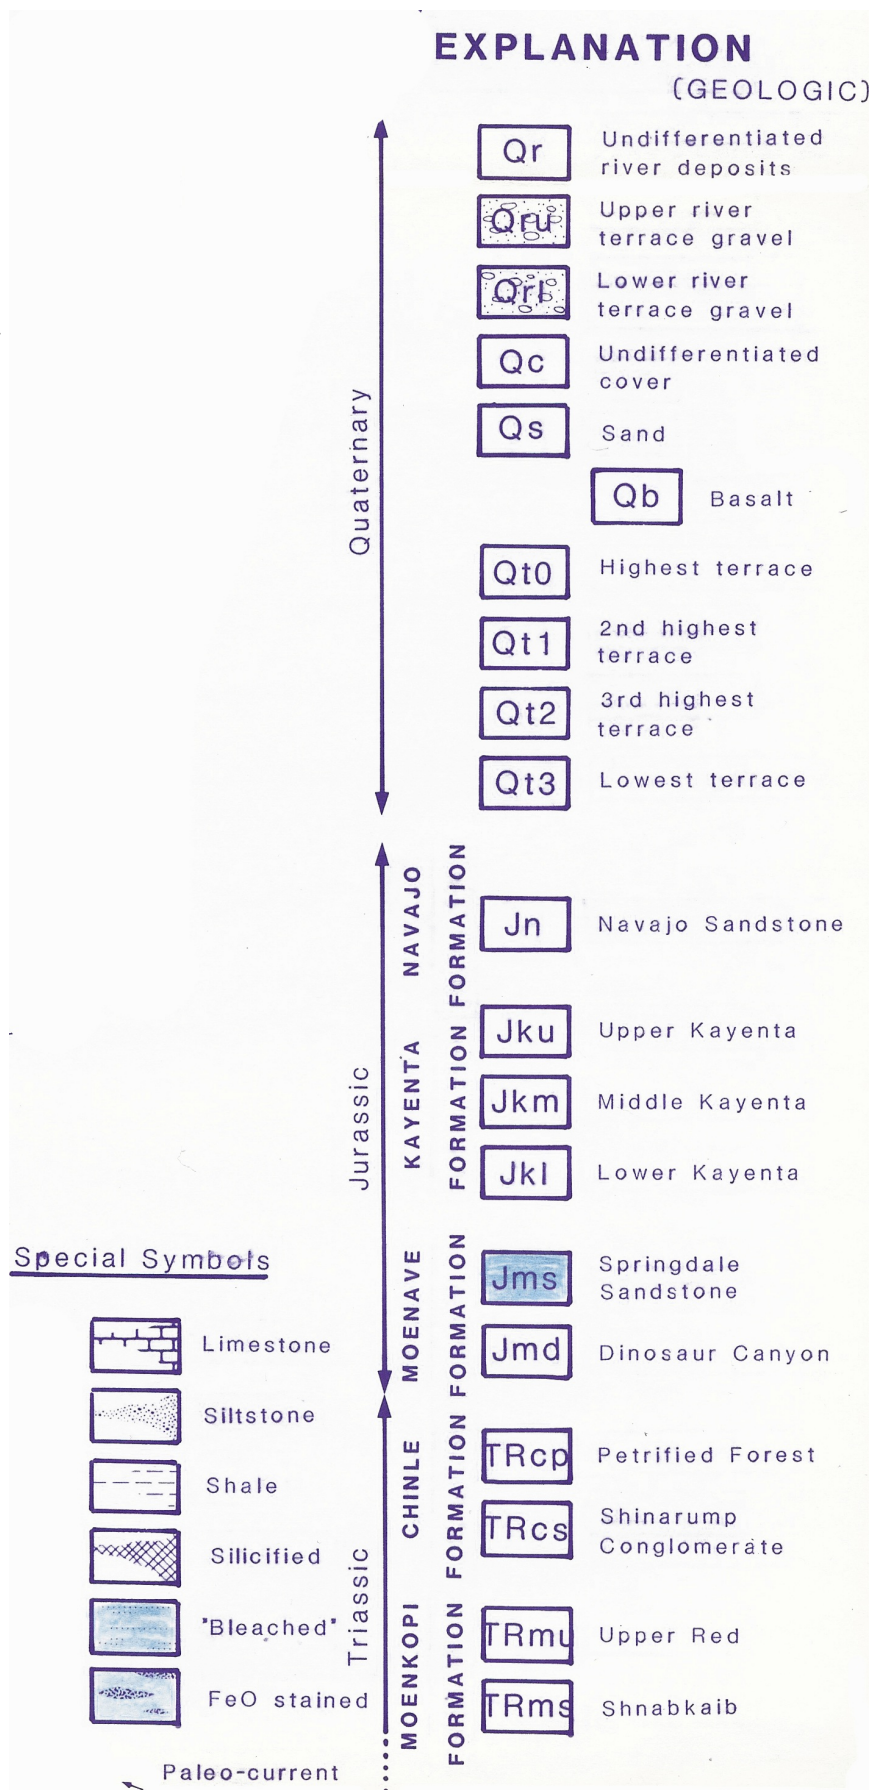 EXPLANATION
(GEOLOGIC)
Quaternary
Qr
Undifferentiated
river deposits
Qru
Upper river
terrace gravel
Qrl
Lower river
terrace gravel
Qc
Undifferentiated
cover
Qs
Sand
Qb
Basalt
Qt0
Highest terrace
Qt1
2nd highest
terrace
Qt2
3rd highest
terrace
Qt3
Lowest terrace
Jurassic
NAVAJO
FORMATION
Jn
Navajo Sandstone
KAYENTA
FORMATION
Jku
Upper Kayenta
Jkm
Middle Kayenta
Jkl
Lower Kayenta
MOENAVE
FORMATION
Jms
Springdale
Sandstone
Jmd
Dinosaur Canyon
Triassic
CHINLE
FORMATION
TRcp
Petrified Forest
TRcs
Shinarump
Conglomerate
MOENKOPI
FORMATION
TRmu
Upper Red
TRms
Shnabkaib
Special Symbols
Limestone
Siltstone
Shale
Silicified
"Bleached"
FeO stained
Paleo-current